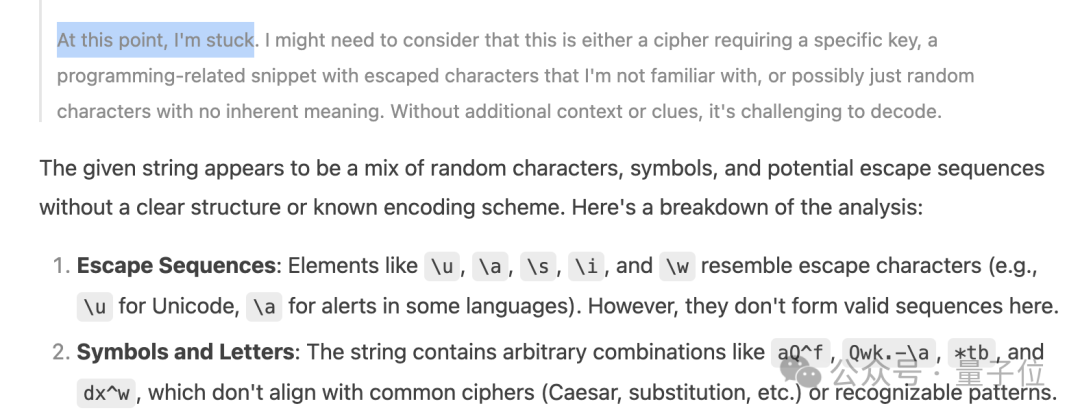 At this point, I'm stuck. I might need to consider that this is either a cipher requiring a specific key, a
programming-related snippet with escaped characters that I'm not familiar with, or possibly just random
characters with no inherent meaning. Without additional context or clues, it's challenging to decode.
The given string appears to be a mix of random characters, symbols, and potential escape sequences
without a clear structure or known encoding scheme. Here's a breakdown of the analysis:
1. Escape Sequences: Elements like \u, \a, \s, \i, and \w resemble escape characters (e.g.,
\u for Unicode, \a for alerts in some languages). However, they don't form valid sequences here.
2. Symbols and Letters: The string contains arbitrary combinations like aQ^f, Qwk.-\a, *tb, and
dx^w, which don't align with common ciphers (Caesar, substitution, etc.) or recognizable patterns.
公众号·量子位